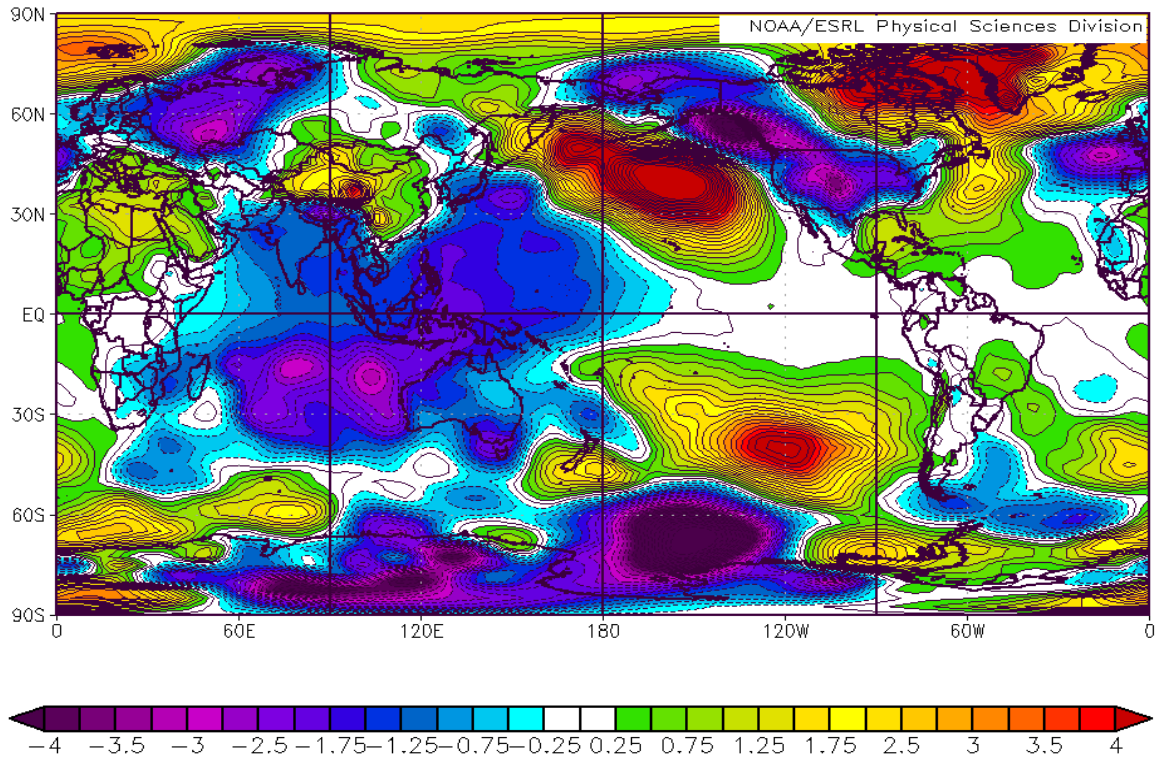 90N
NOAA/ESRL Physical Sciences Division
60N
30N
EQ
30S
60S
90S
0 60E 120E 180 120W 60W 0
−4 −3.5 −3 −2.5 −1.75 −1.25 −0.75 −0.25 0.25 0.75 1.25 1.75 2.5 3 3.5 4